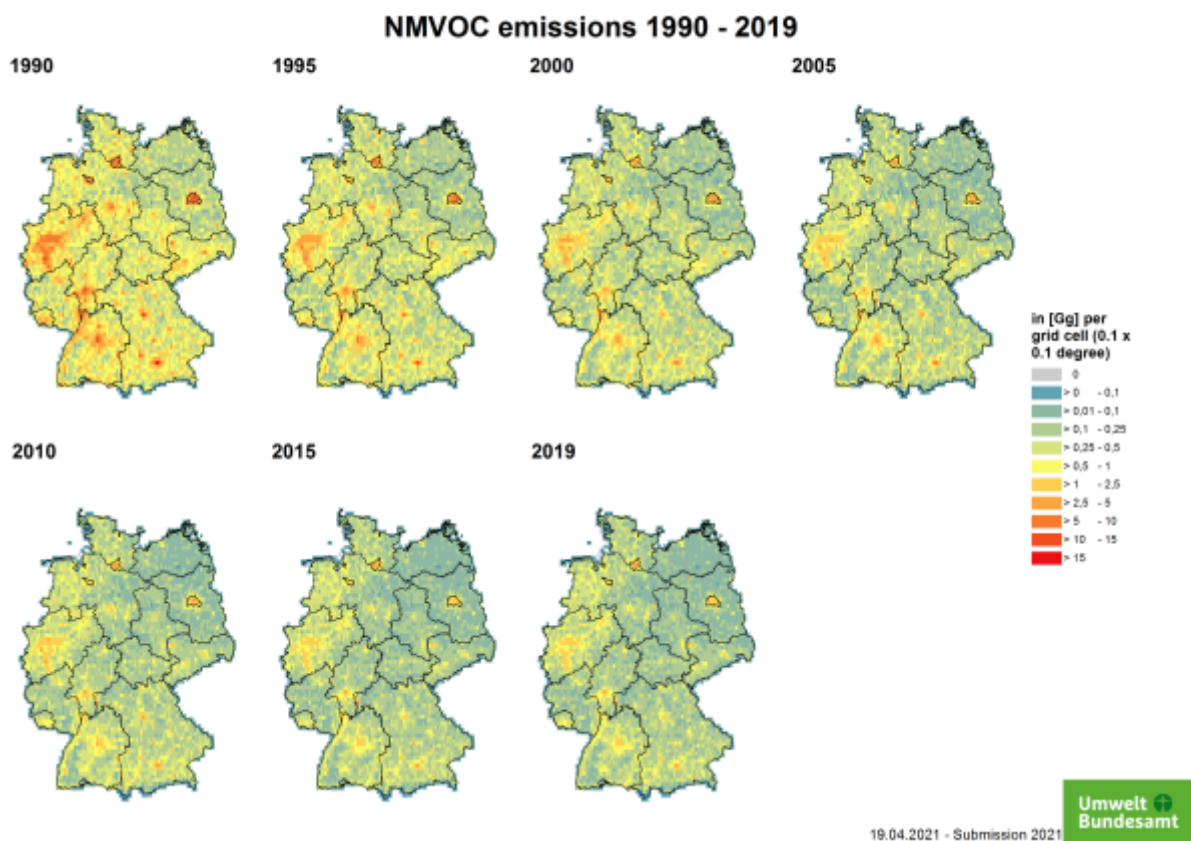 NMVOC emissions 1990 - 2019
1990
1995
2000
2005
in [Gg] per
grid cell (0.1 x
0.1 degree)
0
> 0 - 0,1
> 0,01 - 0,1
> 0,1 - 0,25
> 0,25 - 0,5
> 0,5 - 1
> 1 - 2,5
> 2,5 - 5
> 5 - 10
> 10 - 15
> 15
2010
2015
2019
Umwelt
Bundesamt
19.04.2021 - Submission 2021